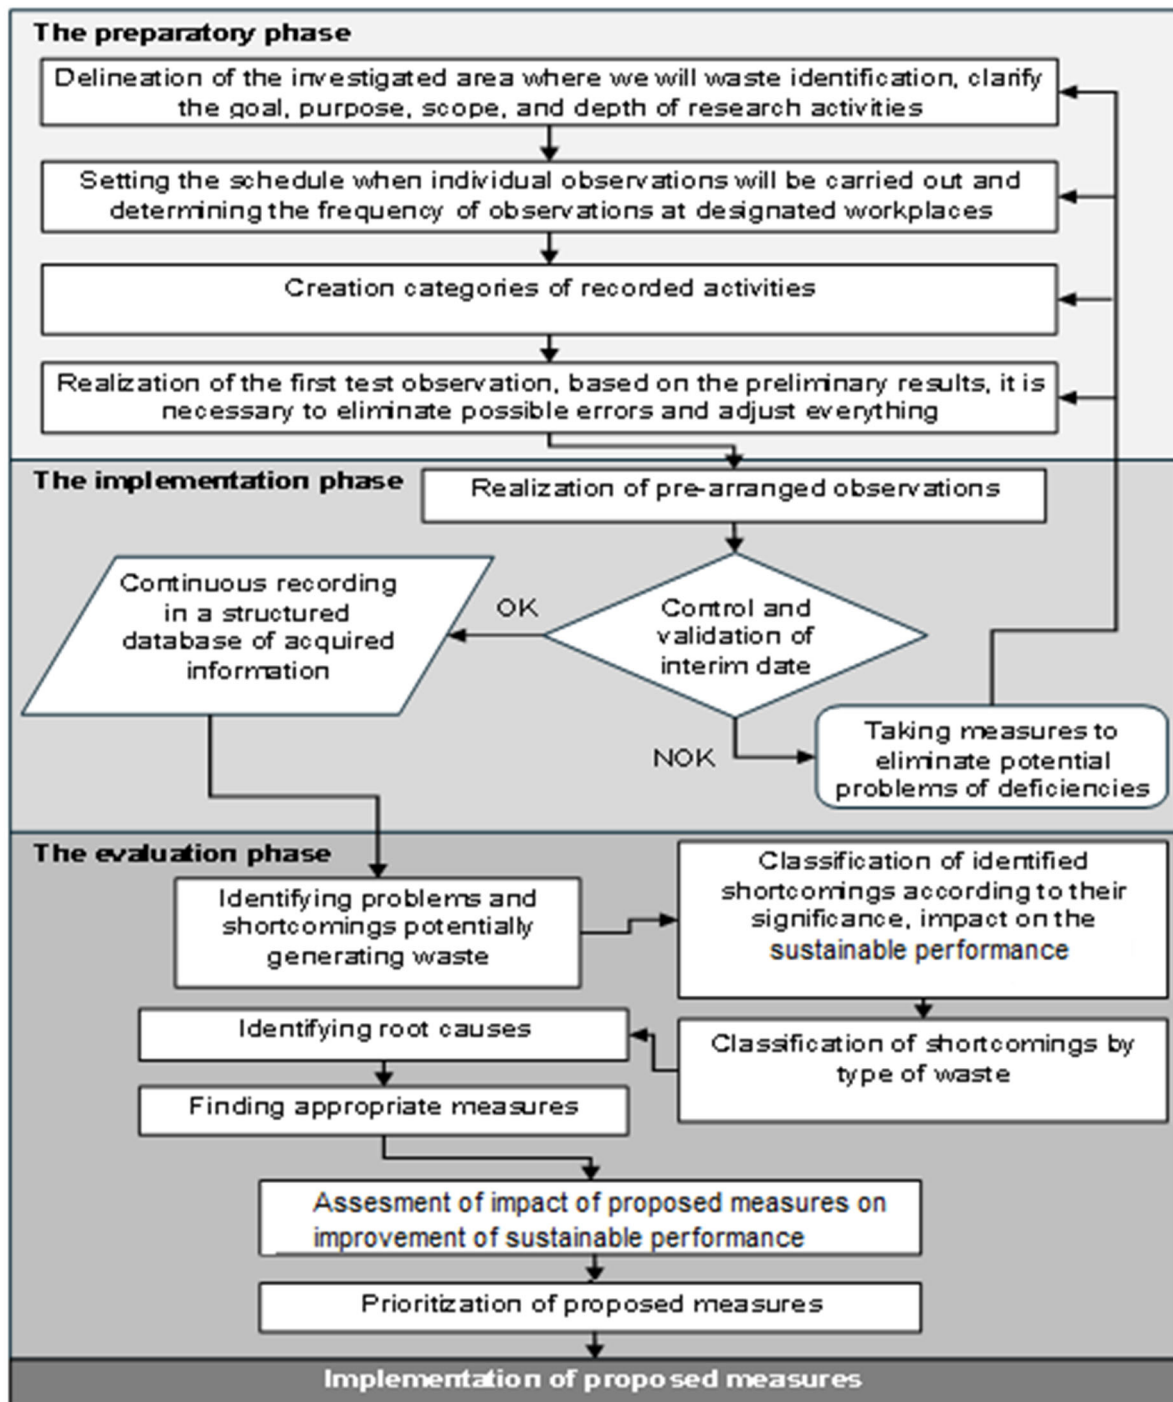 The preparatory phase
Delineation of the investigated area where we will waste identification, clarify
the goal, purpose, scope, and depth of research activities
Setting the schedule when individual observations will be carried out and
determining the frequency of observations at designated workplaces
Creation categories of recorded activities
Realization of the first test observation, based on the preliminary results, it is
necessary to eliminate possible errors and adjust everything
The implementation phase
Realization of pre-arranged observations
Continuous recording
in a structured
database of acquired
information
OK
Control and
validation of
interim date
NOK
Taking measures to
eliminate potential
problems of deficiencies
The evaluation phase
Identifying problems and
shortcomings potentially
generating waste
Classification of identified
shortcomings according to their
significance, impact on the
sustainable performance
Classification of shortcomings by
type of waste
Identifying root causes
Finding appropriate measures
Assesment of impact of proposed measures on
improvement of sustainable performance
Prioritization of proposed measures
Implementation of proposed measures